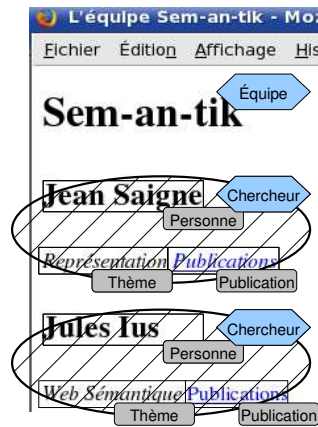 L'équipe Sem-an-tik - Mo
Fichier Édition Affichage His
Équipe
Sem-an-tik
Jean Saigne
Chercheur
Personne
Représentation Publications
Thème Publication
Jules Ius
Chercheur
Personne
Web Sémantique Publications
Thème Publication